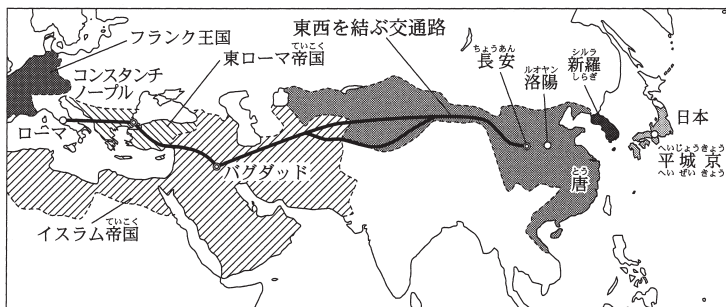 フランク王国
コンスタンチ
ノープル
東ローマ帝国
ていこく
ローマ
バグダッド
イスラム帝国
ていこく
東西を結ぶ交通路
ちょうあん
長安
ルオヤン
洛陽
シルラ
新羅
しらぎ
日本
へいじょうきょう
平城京
へいぜいきょう
とう
唐